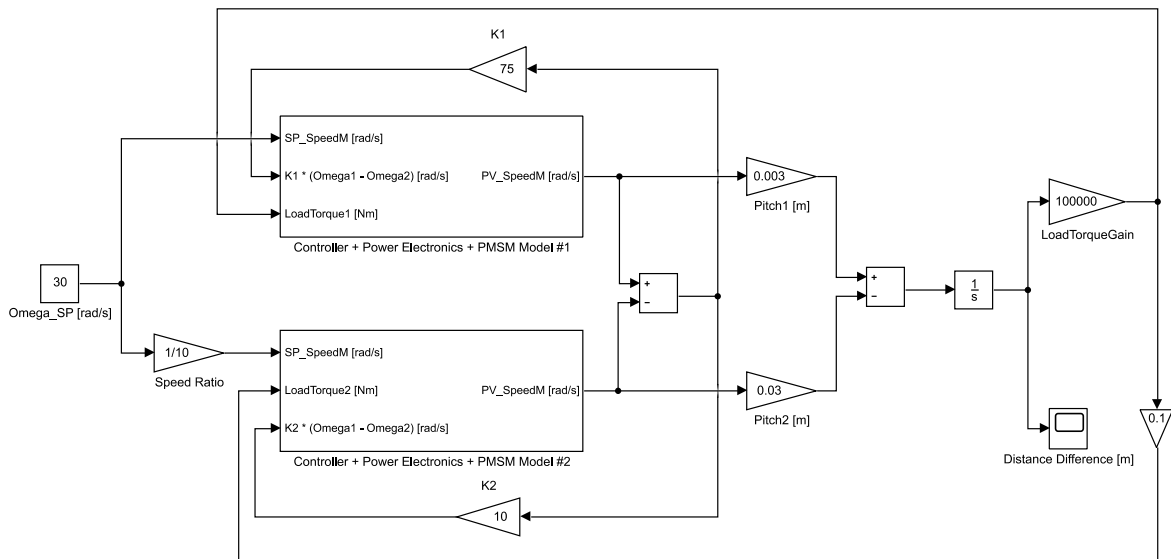 K1
75
SP_SpeedM [rad/s]
K1 * (Omega1 - Omega2) [rad/s]
PV_SpeedM [rad/s]
LoadTorque1 [Nm]
Controller + Power Electronics + PMSM Model #1
0.003
Pitch1 [m]
100000
LoadTorqueGain
30
Omega_SP [rad/s]
+
−
+
−
1
s
1/10
Speed Ratio
SP_SpeedM [rad/s]
LoadTorque2 [Nm]
PV_SpeedM [rad/s]
K2 * (Omega1 - Omega2) [rad/s]
Controller + Power Electronics + PMSM Model #2
0.03
Pitch2 [m]
0.1
Distance Difference [m]
K2
10